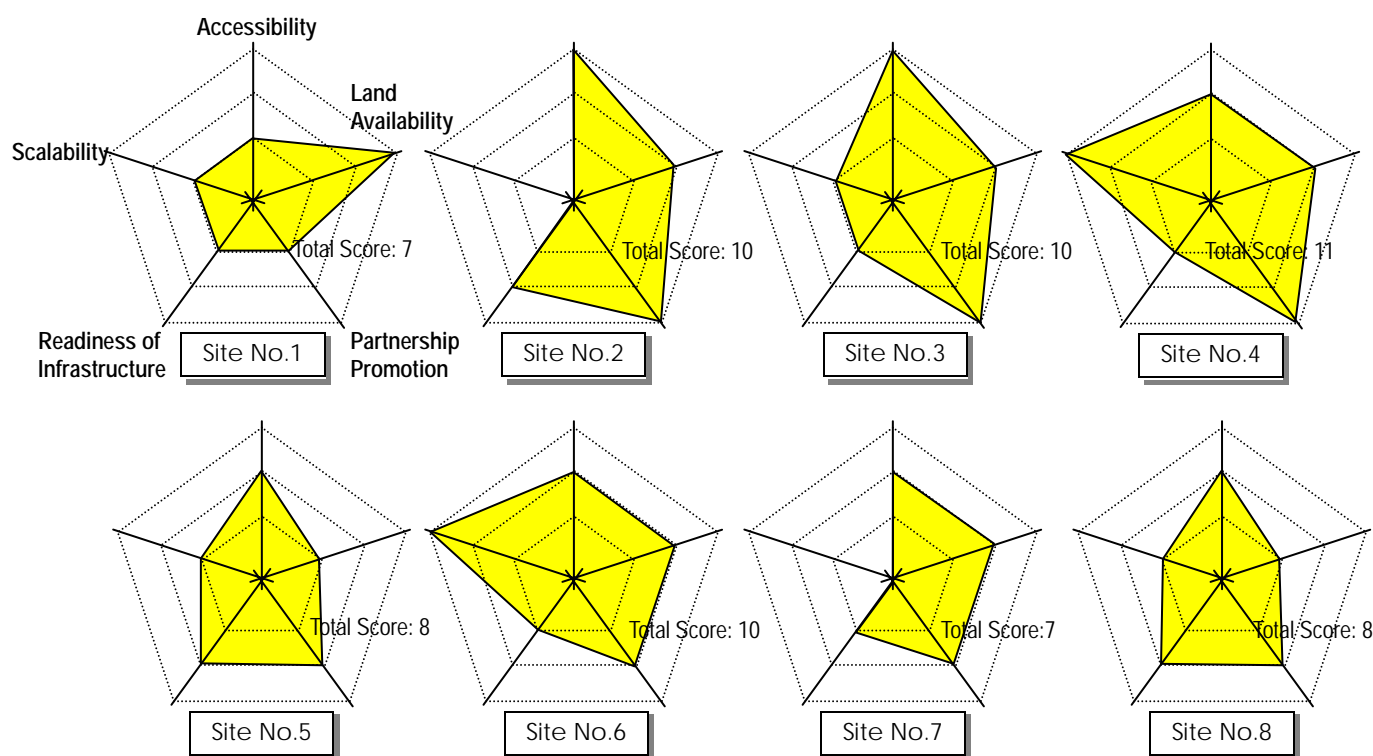 Accessibility
Land
Availability
Scalability
Total Score: 7
Total Score: 10
Total Score: 10
Total Score: 11
Readiness of
Infrastructure
Partnership
Promotion
Site No.1
Site No.2
Site No.3
Site No.4
Total Score: 8
Total Score: 10
Total Score:7
Total Score: 8
Site No.5
Site No.6
Site No.7
Site No.8